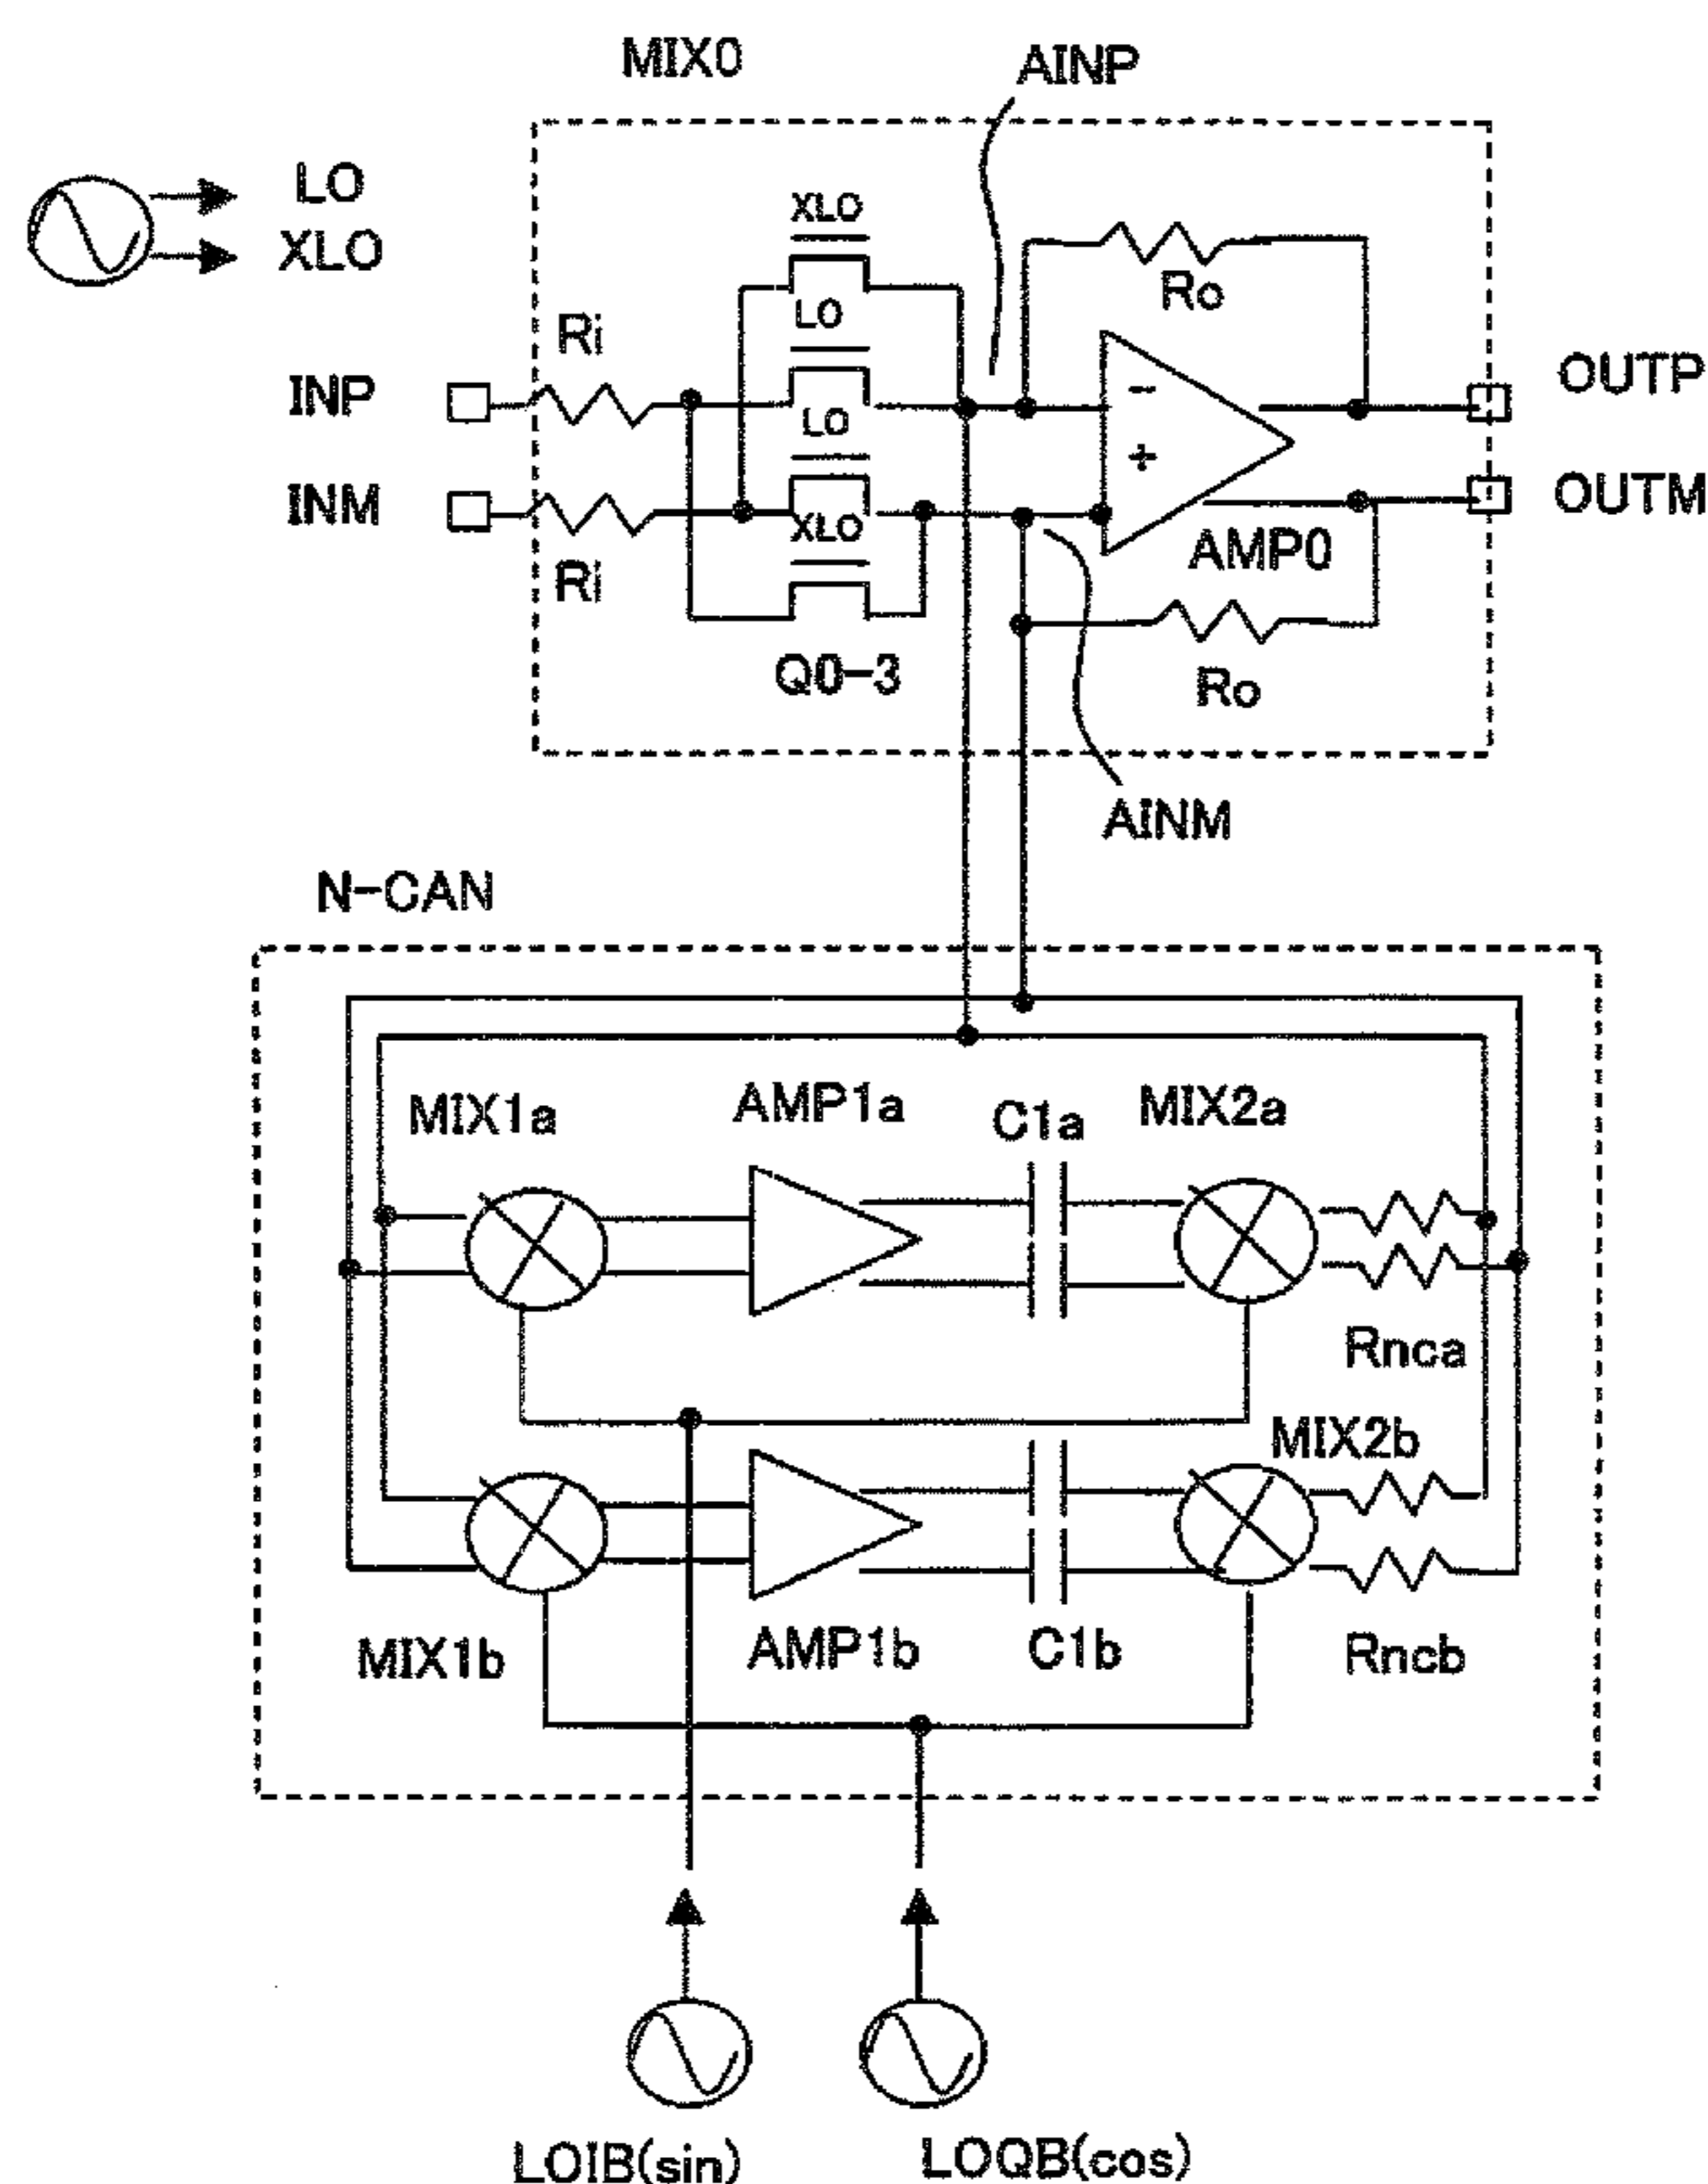 MIX0
AINP
LO
XLO
XLO
Ro
LO
Ri
INP
LO
−
OUTP
+
INM
XLO
OUTM
AMP0
Ri
Q0-3
Ro
AINM
N-CAN
MIX1a
AMP1a
C1a
MIX2a
Rnca
MIX2b
MIX1b
AMP1b
C1b
Rncb
LOIB(sin)
LOQB(cos)